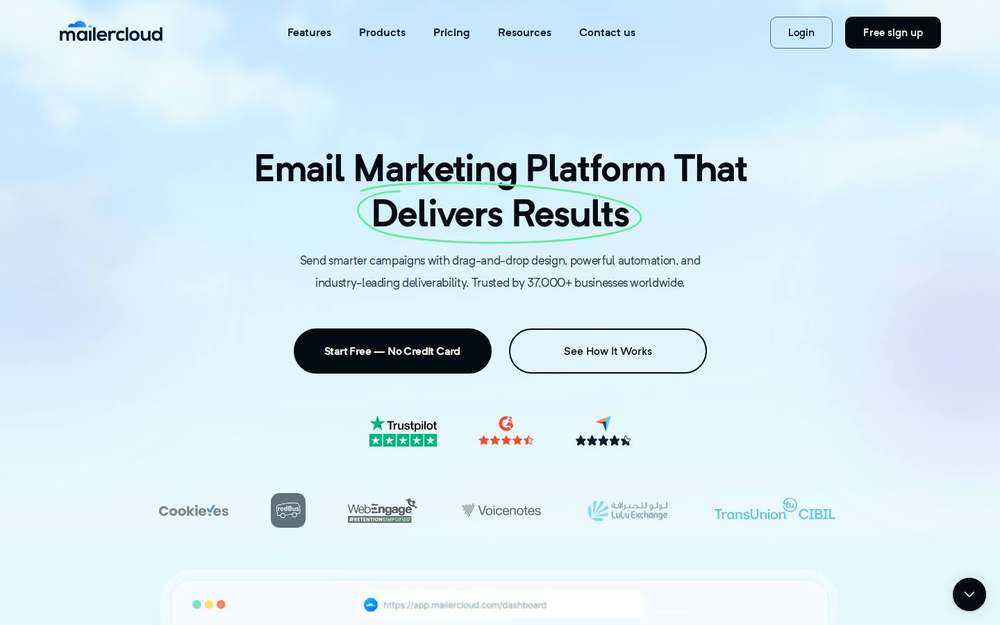 mailercloud
Features
Products
Pricing
Resources
Contact us
Login
Free sign up
Email Marketing Platform That
Delivers Results
Send smarter campaigns with drag-and-drop design, powerful automation, and
industry-leading deliverability. Trusted by 37,000+ businesses worldwide.
Start Free — No Credit Card
See How It Works
Trustpilot
CookieYes
redBus
WebEngage
#RETENTIONSIMPLIFIED
Voicenotes
لولو للصرافة
LuLu Exchange
TransUnion
tu
CIBIL
https://app.mailercloud.com/dashboard